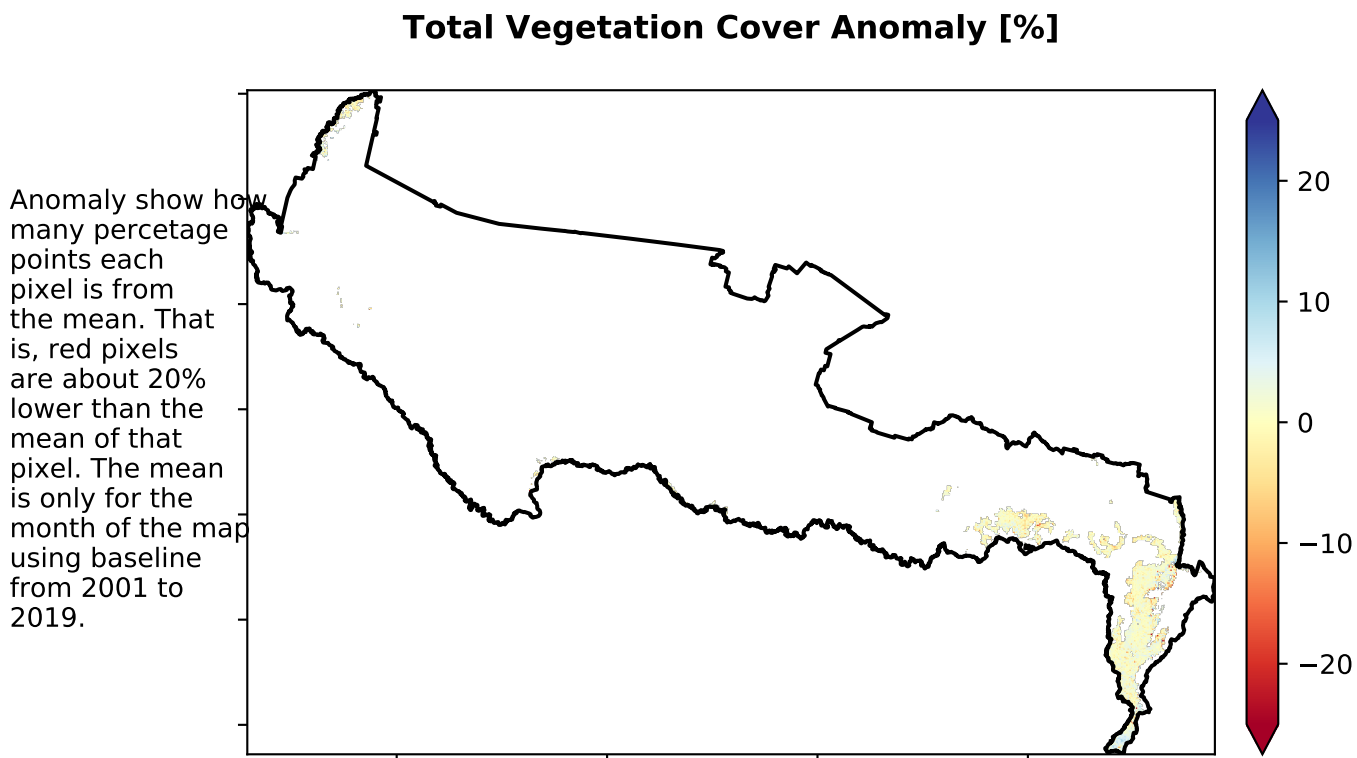 Total Vegetation Cover Anomaly [%]
Anomaly show how
many percetage
points each
pixel is from
the mean. That
is, red pixels
are about 20%
lower than the
mean of that
pixel. The mean
is only for the
month of the map
using baseline
from 2001 to
2019.
20
10
0
−10
−20